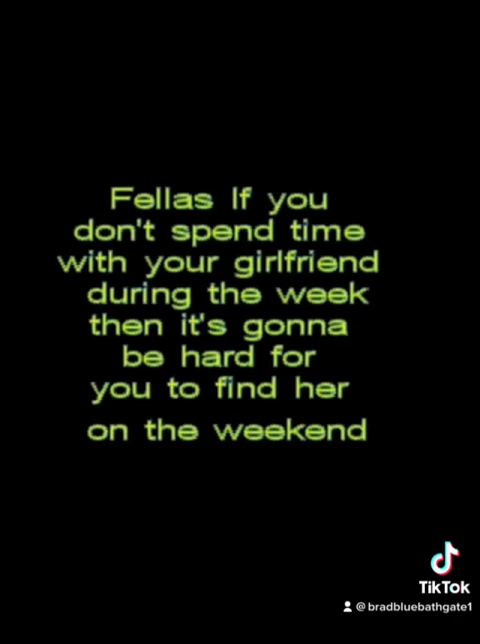 Fellas If you
don't spend time
with your girlfriend
during the week
then it's gonna
be hard for
you to find her
on the weekend
TikTok
@bradbluebathgate1